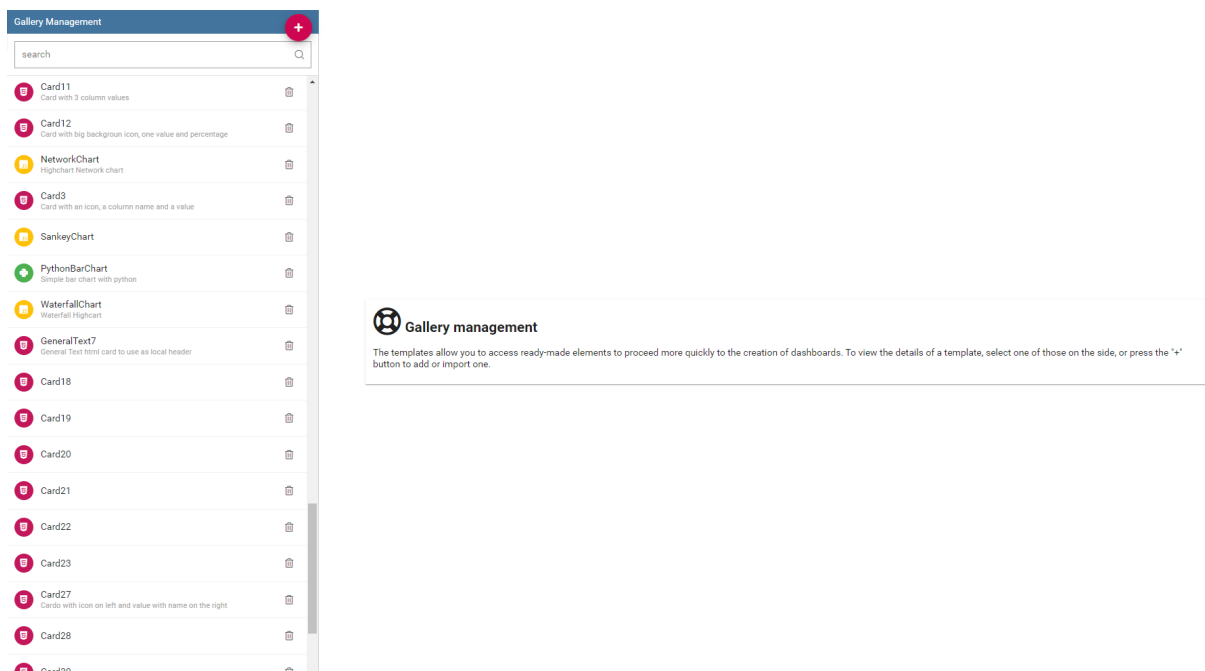 Gallery Management
+
search
Card11
Card with 3 column values
Card12
Card with big backgroun icon, one value and percentage
NetworkChart
Highchart Network chart
Card3
Card with an icon, a column name and a value
SankeyChart
PythonBarChart
Simple bar chart with python
WaterfallChart
Waterfall Highcart
GeneralText7
General Text html card to use as local header
Card18
Card19
Card20
Card21
Card22
Card23
Card27
Cardo with icon on left and value with name on the right
Card28
Gallery management
The templates allow you to access ready-made elements to proceed more quickly to the creation of dashboards. To view the details of a template, select one of those on the side, or press the "+"
button to add or import one.